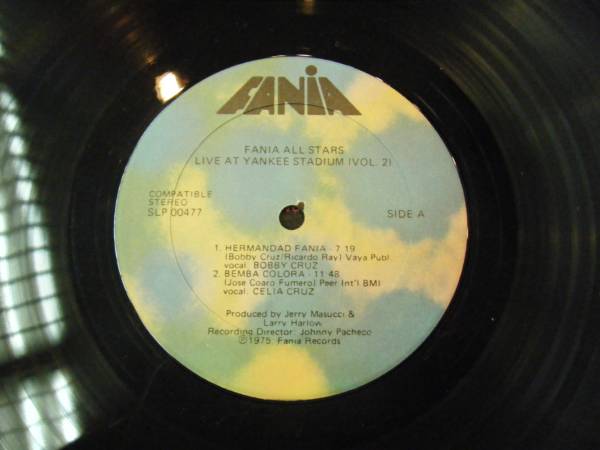 FANIA
FANIA ALL STARS
LIVE AT YANKEE STADIUM (VOL. 2)
COMPATIBLE
STEREO
SLP 00477
SIDE A
1. HERMANDAD FANIA - 7:19
(Bobby Cruz/Ricardo Ray) Vaya Publ.
vocal: BOBBY CRUZ
2. BEMBA COLORA - 11:48
(Jose Coaro Fumero) Peer Int'l BMI
vocal: CELIA CRUZ
Produced by Jerry Masucci &
Larry Harlow
Recording Director: Johnny Pacheco
Ⓟ1975 Fania Records